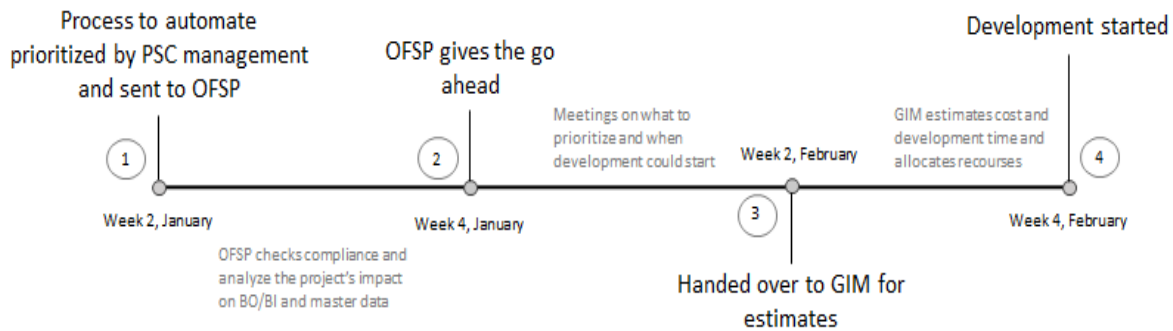 Process to automate
prioritized by PSC management
and sent to OFSP
1
Week 2, January
OFSP checks compliance and
analyze the project's impact
on BO/BI and master data
OFSP gives the go
ahead
2
Week 4, January
Meetings on what to
prioritize and when
development could start
Week 2, February
3
Handed over to GIM for
estimates
GIM estimates cost and
development time and
allocates recourses
Development started
4
Week 4, February